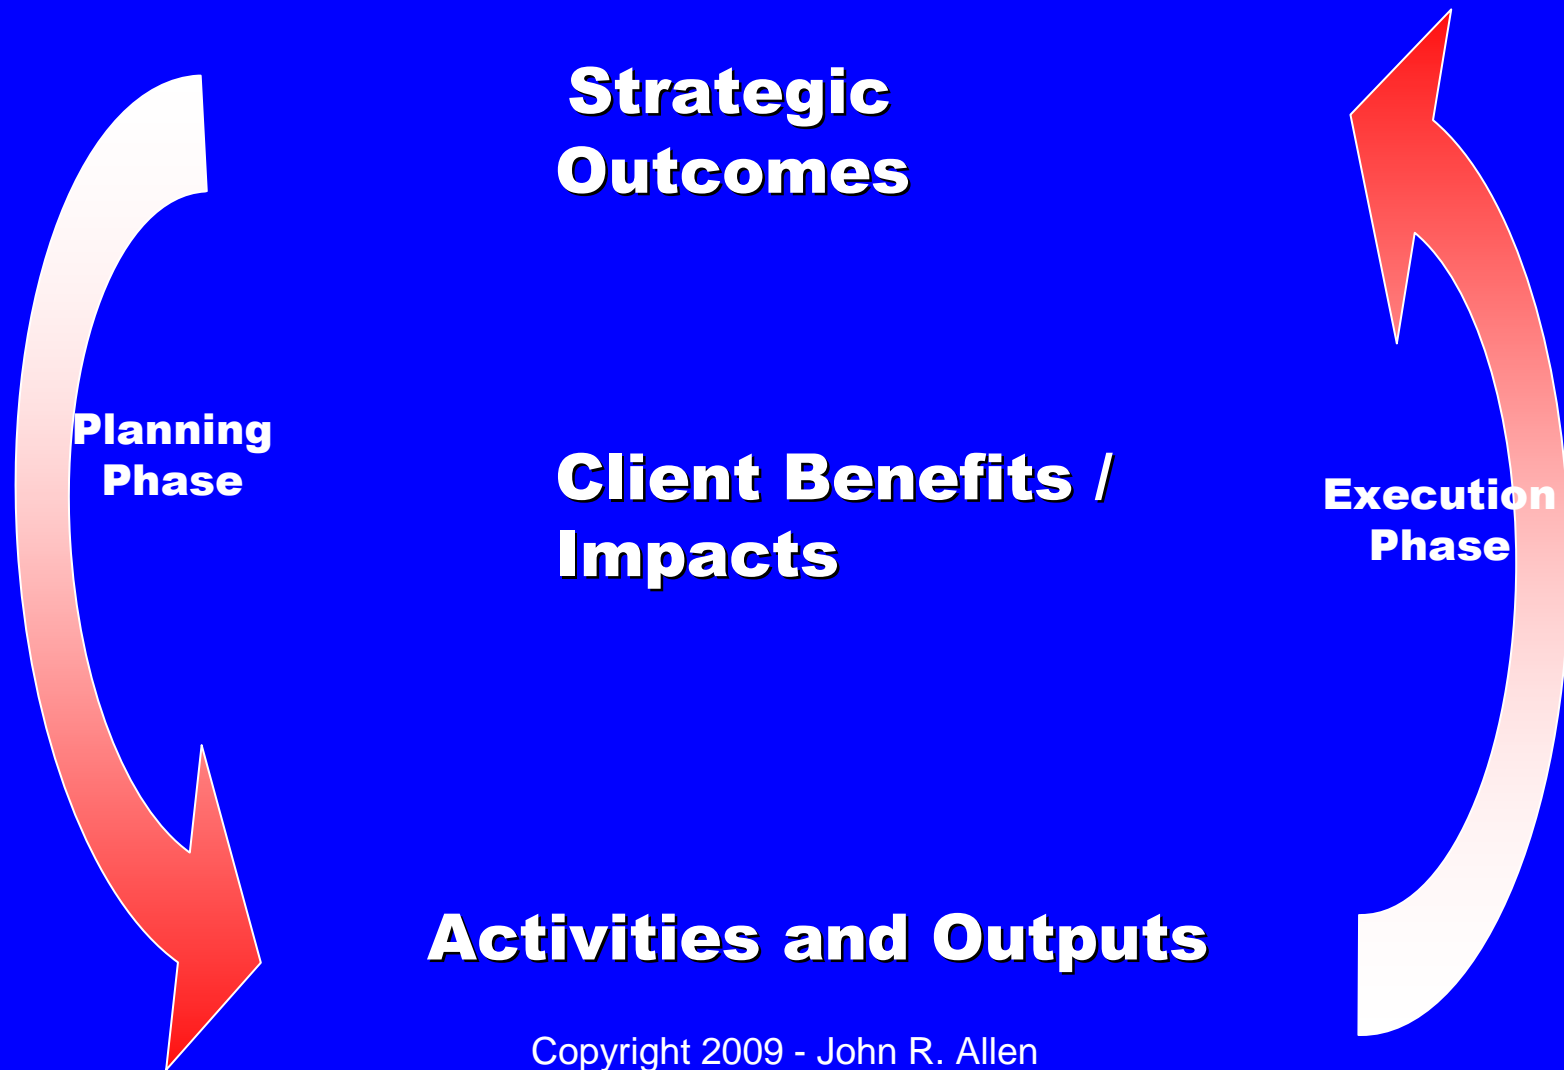 Strategic
Outcomes
Planning
Phase
Client Benefits /
Impacts
Execution
Phase
Activities and Outputs
Copyright 2009 - John R. Allen